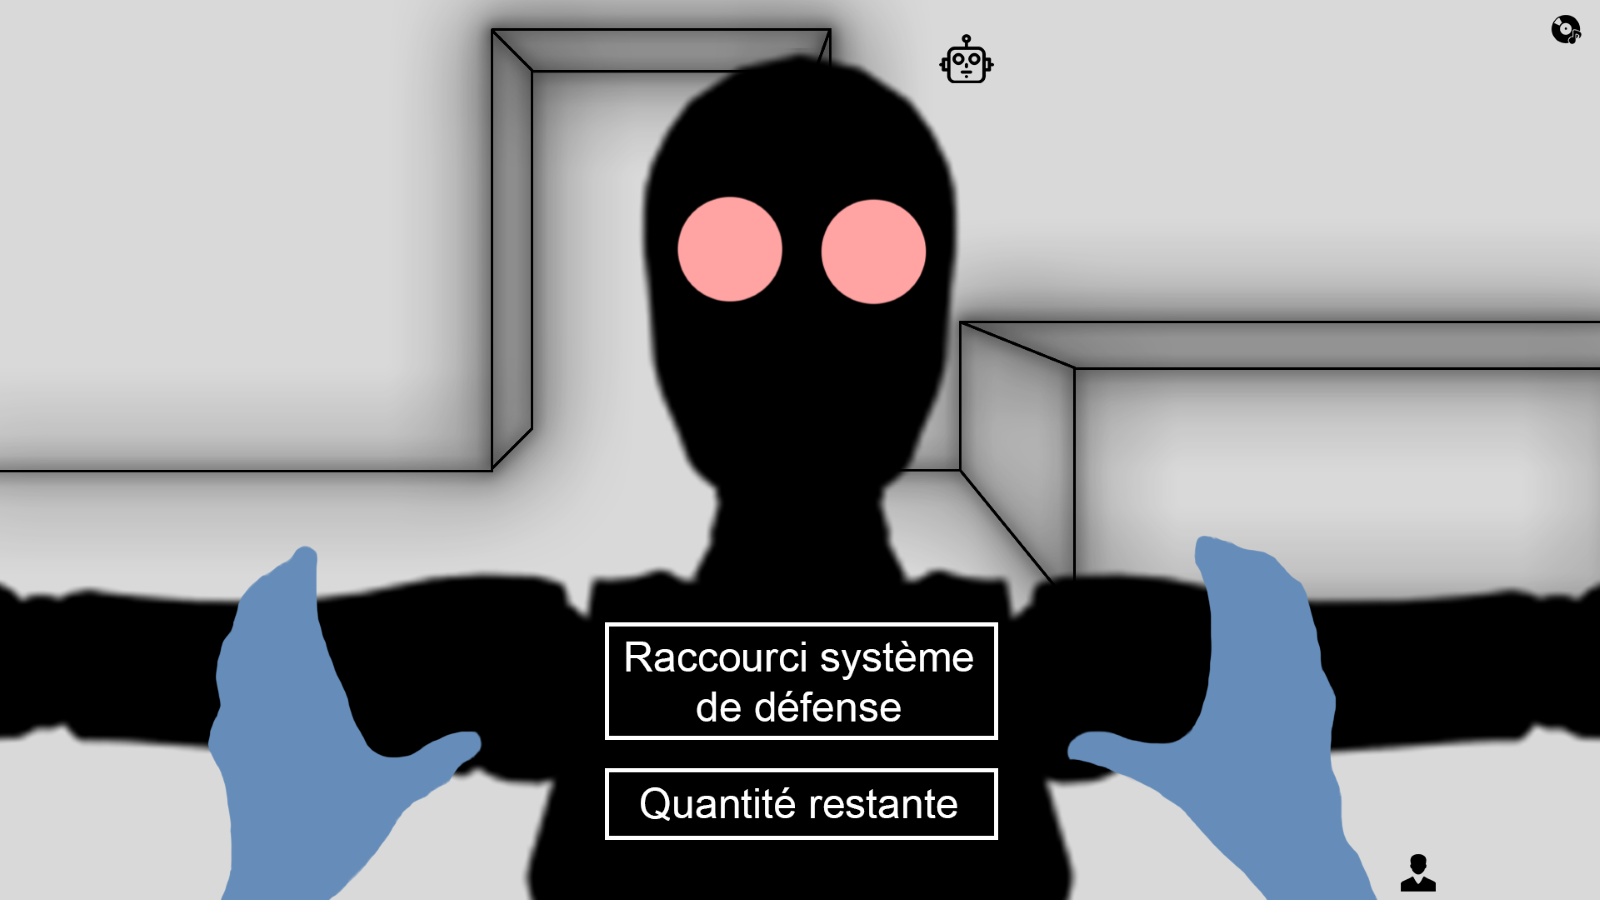 Raccourci système
de défense
Quantité restante